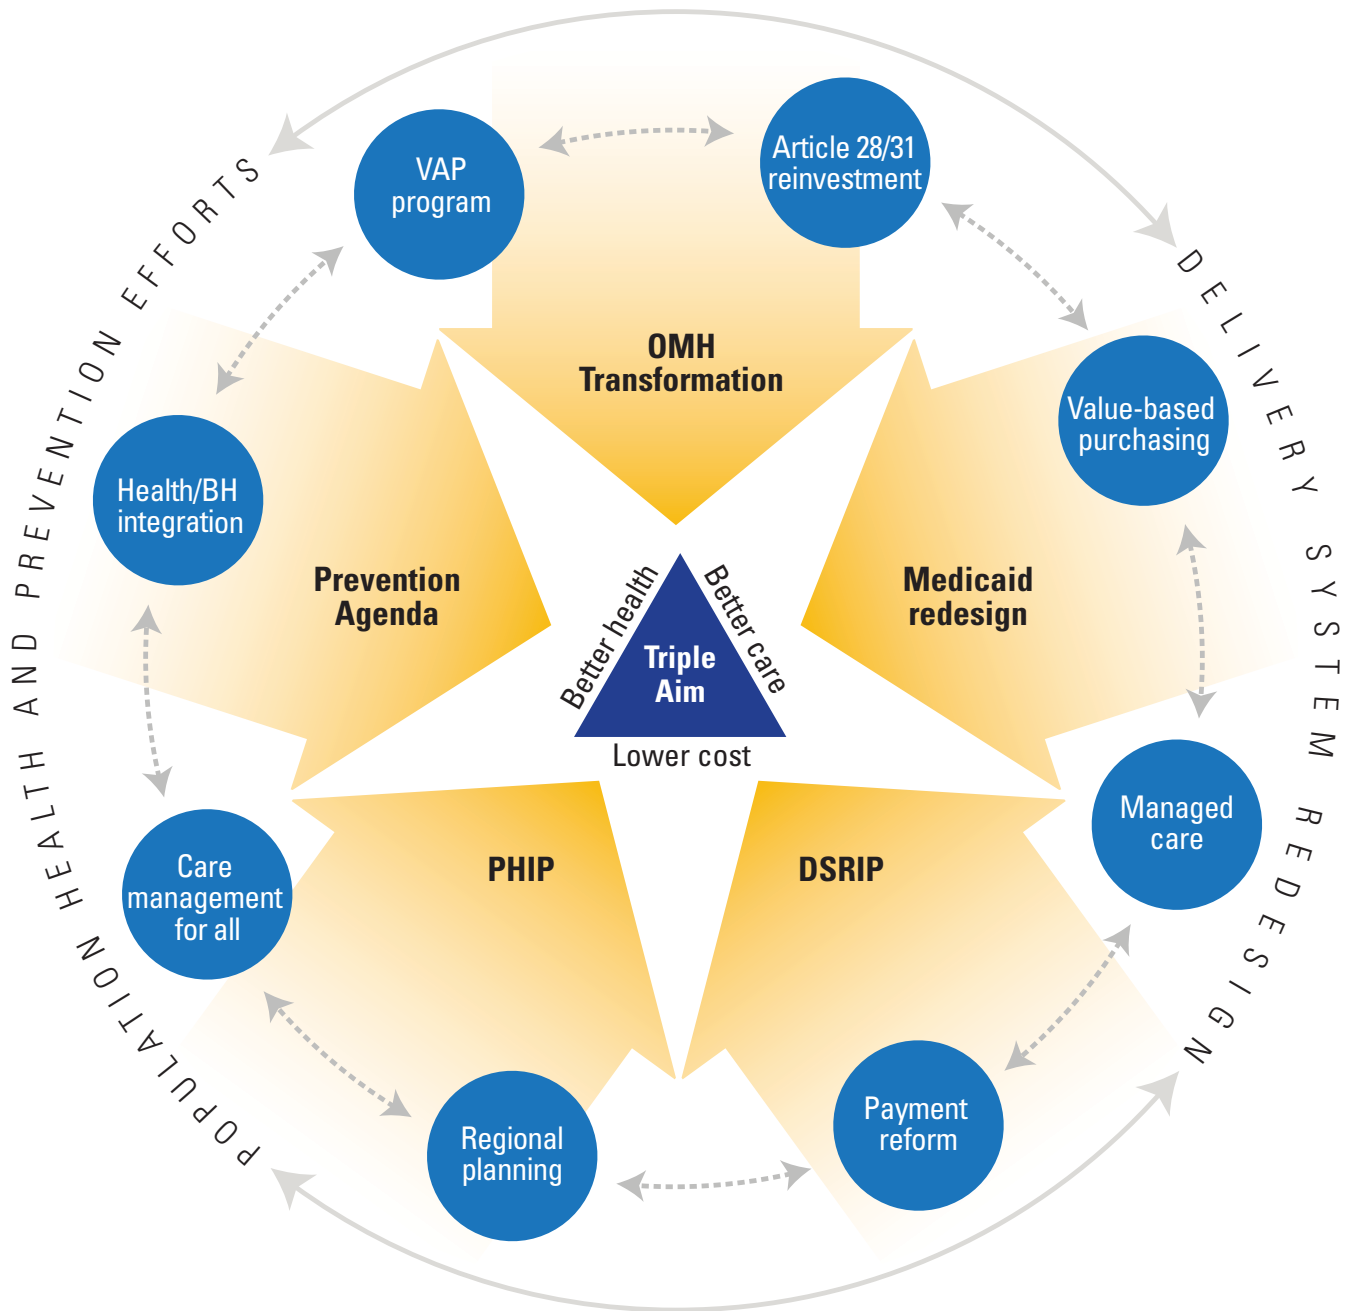 POPULATION HEALTH AND PREVENTION EFFORTS
DELIVERY SYSTEM REDESIGN
VAP
program
Article 28/31
reinvestment
Value-based
purchasing
Managed
care
Payment
reform
Regional
planning
Care
management
for all
Health/BH
integration
OMH
Transformation
Medicaid
redesign
DSRIP
PHIP
Prevention
Agenda
Better health
Better care
Triple
Aim
Lower cost